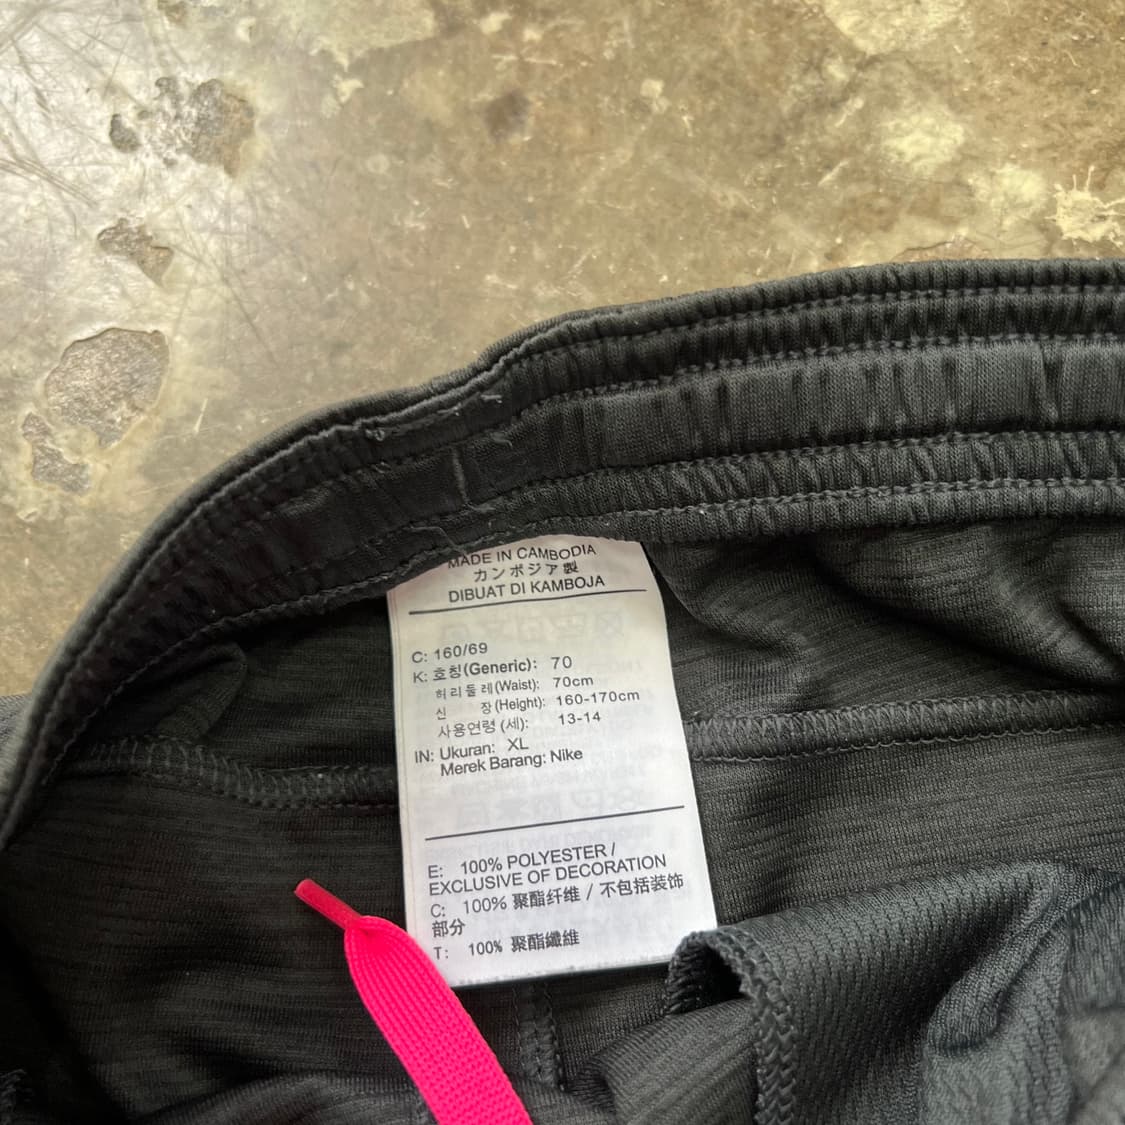 MADE IN CAMBODIA
カンボジア製
DIBUAT DI KAMBOJA
C: 160/69
K: 호칭(Generic): 70
허리둘레(Waist): 70cm
신 장(Height): 160-170cm
사용연령 (세): 13-14
IN: Ukuran: XL
Merek Barang: Nike
E: 100% POLYESTER /
EXCLUSIVE OF DECORATION
C: 100% 聚酯纤维 / 不包括装饰
部分
T: 100% 聚酯纖維